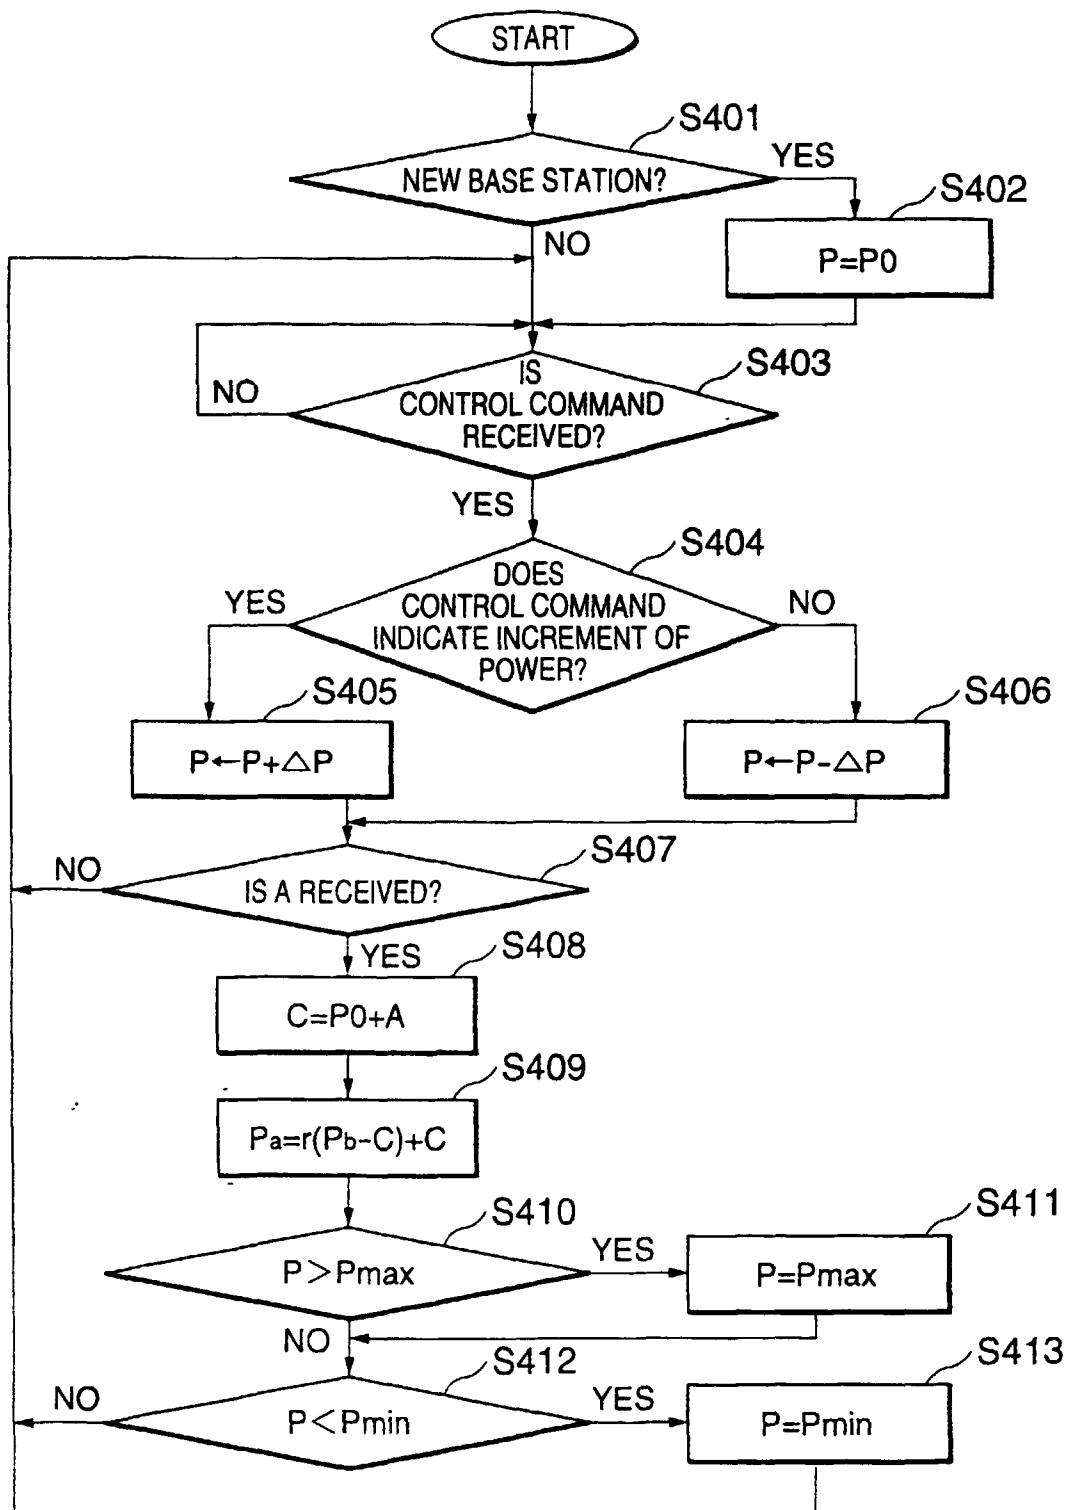 START
S401
NEW BASE STATION?
YES
S402
NO
P=P0
S403
IS
CONTROL COMMAND
RECEIVED?
NO
YES
S404
DOES
CONTROL COMMAND
INDICATE INCREMENT OF
POWER?
YES
NO
S405
S406
P←P+△P
P←P-△P
S407
NO
IS A RECEIVED?
YES
S408
C=P0+A
S409
Pa=r(Pb-C)+C
S410
S411
P>Pmax
YES
P=Pmax
NO
S412
S413
NO
P<Pmin
YES
P=Pmin